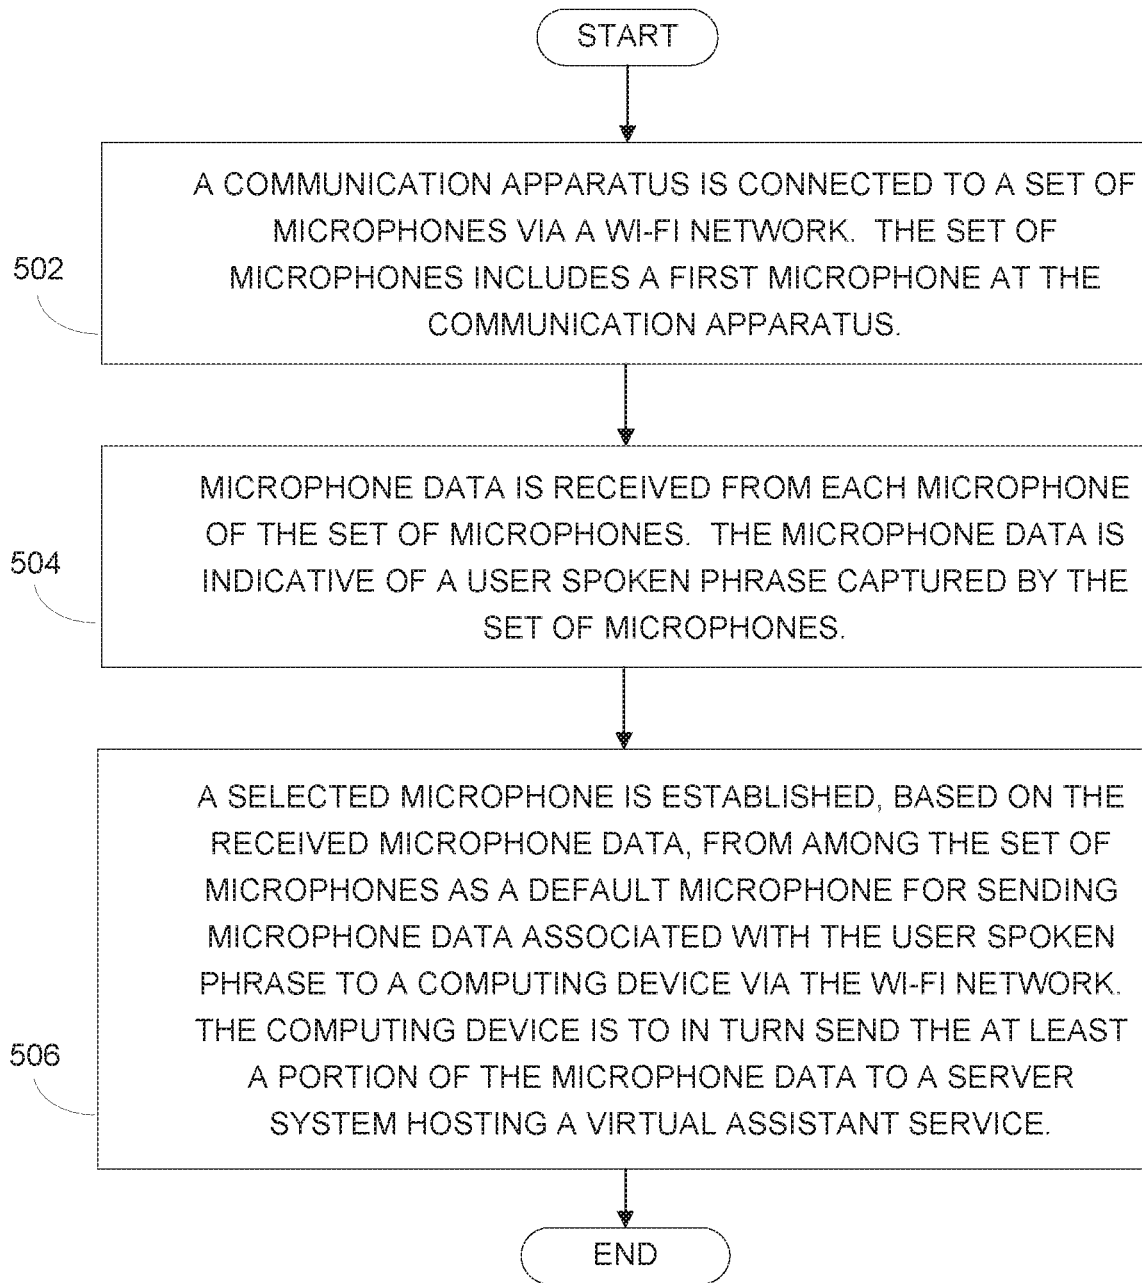 START
A COMMUNICATION APPARATUS IS CONNECTED TO A SET OF
MICROPHONES VIA A WI-FI NETWORK. THE SET OF
MICROPHONES INCLUDES A FIRST MICROPHONE AT THE
COMMUNICATION APPARATUS.
502
MICROPHONE DATA IS RECEIVED FROM EACH MICROPHONE
OF THE SET OF MICROPHONES. THE MICROPHONE DATA IS
INDICATIVE OF A USER SPOKEN PHRASE CAPTURED BY THE
SET OF MICROPHONES.
504
A SELECTED MICROPHONE IS ESTABLISHED, BASED ON THE
RECEIVED MICROPHONE DATA, FROM AMONG THE SET OF
MICROPHONES AS A DEFAULT MICROPHONE FOR SENDING
MICROPHONE DATA ASSOCIATED WITH THE USER SPOKEN
PHRASE TO A COMPUTING DEVICE VIA THE WI-FI NETWORK.
THE COMPUTING DEVICE IS TO IN TURN SEND THE AT LEAST
A PORTION OF THE MICROPHONE DATA TO A SERVER
SYSTEM HOSTING A VIRTUAL ASSISTANT SERVICE.
506
END